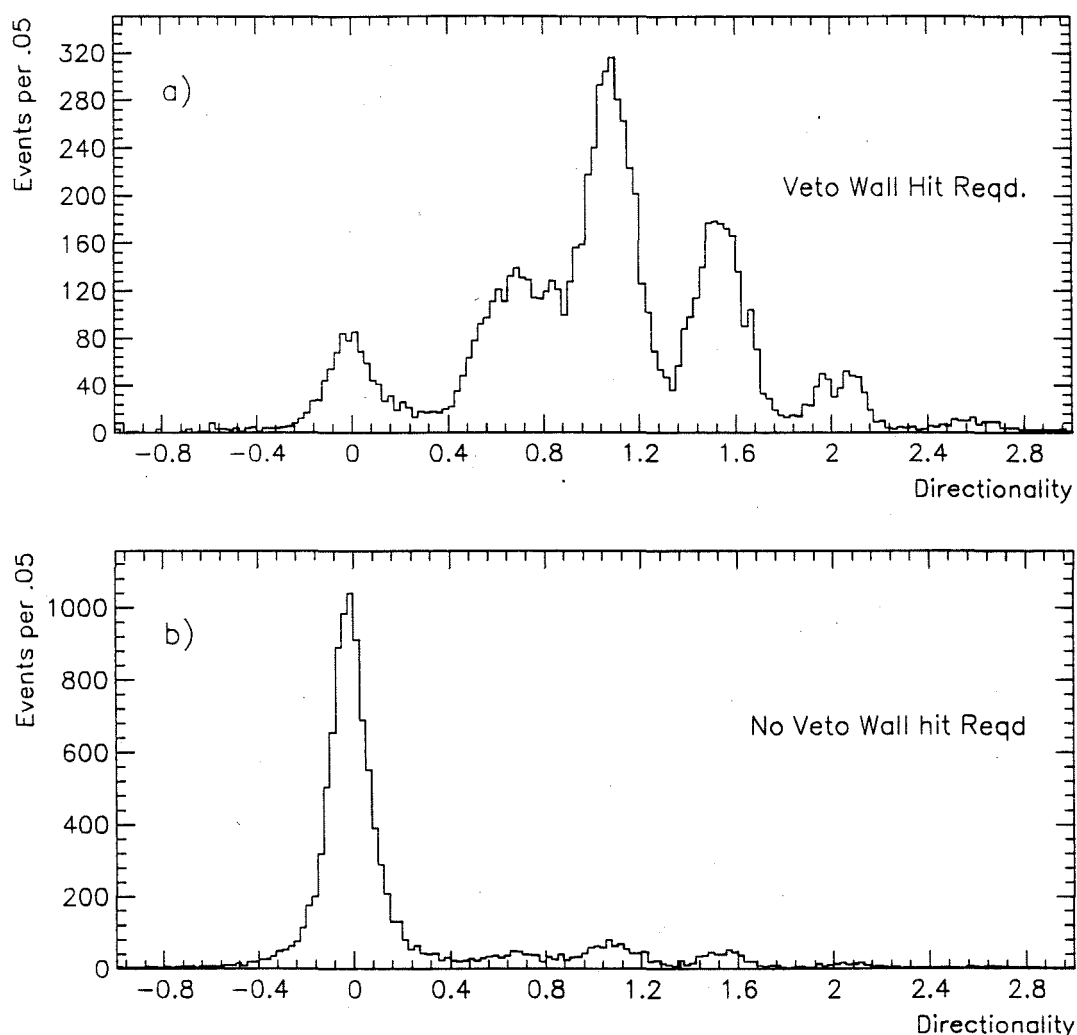 Events per .05
320
280
240
200
160
120
80
40
0
a)
Veto Wall Hit Reqd.
−0.8 −0.4 0 0.4 0.8 1.2 1.6 2 2.4 2.8
Directionality
Events per .05
1000
800
600
400
200
0
b)
No Veto Wall hit Reqd
−0.8 −0.4 0 0.4 0.8 1.2 1.6 2 2.4 2.8
Directionality